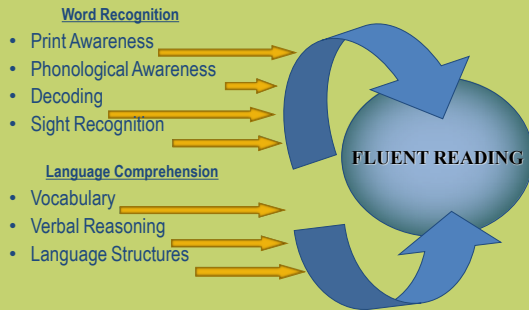 Word Recognition
• Print Awareness
• Phonological Awareness
• Decoding
• Sight Recognition
Language Comprehension
• Vocabulary
• Verbal Reasoning
• Language Structures
FLUENT READING